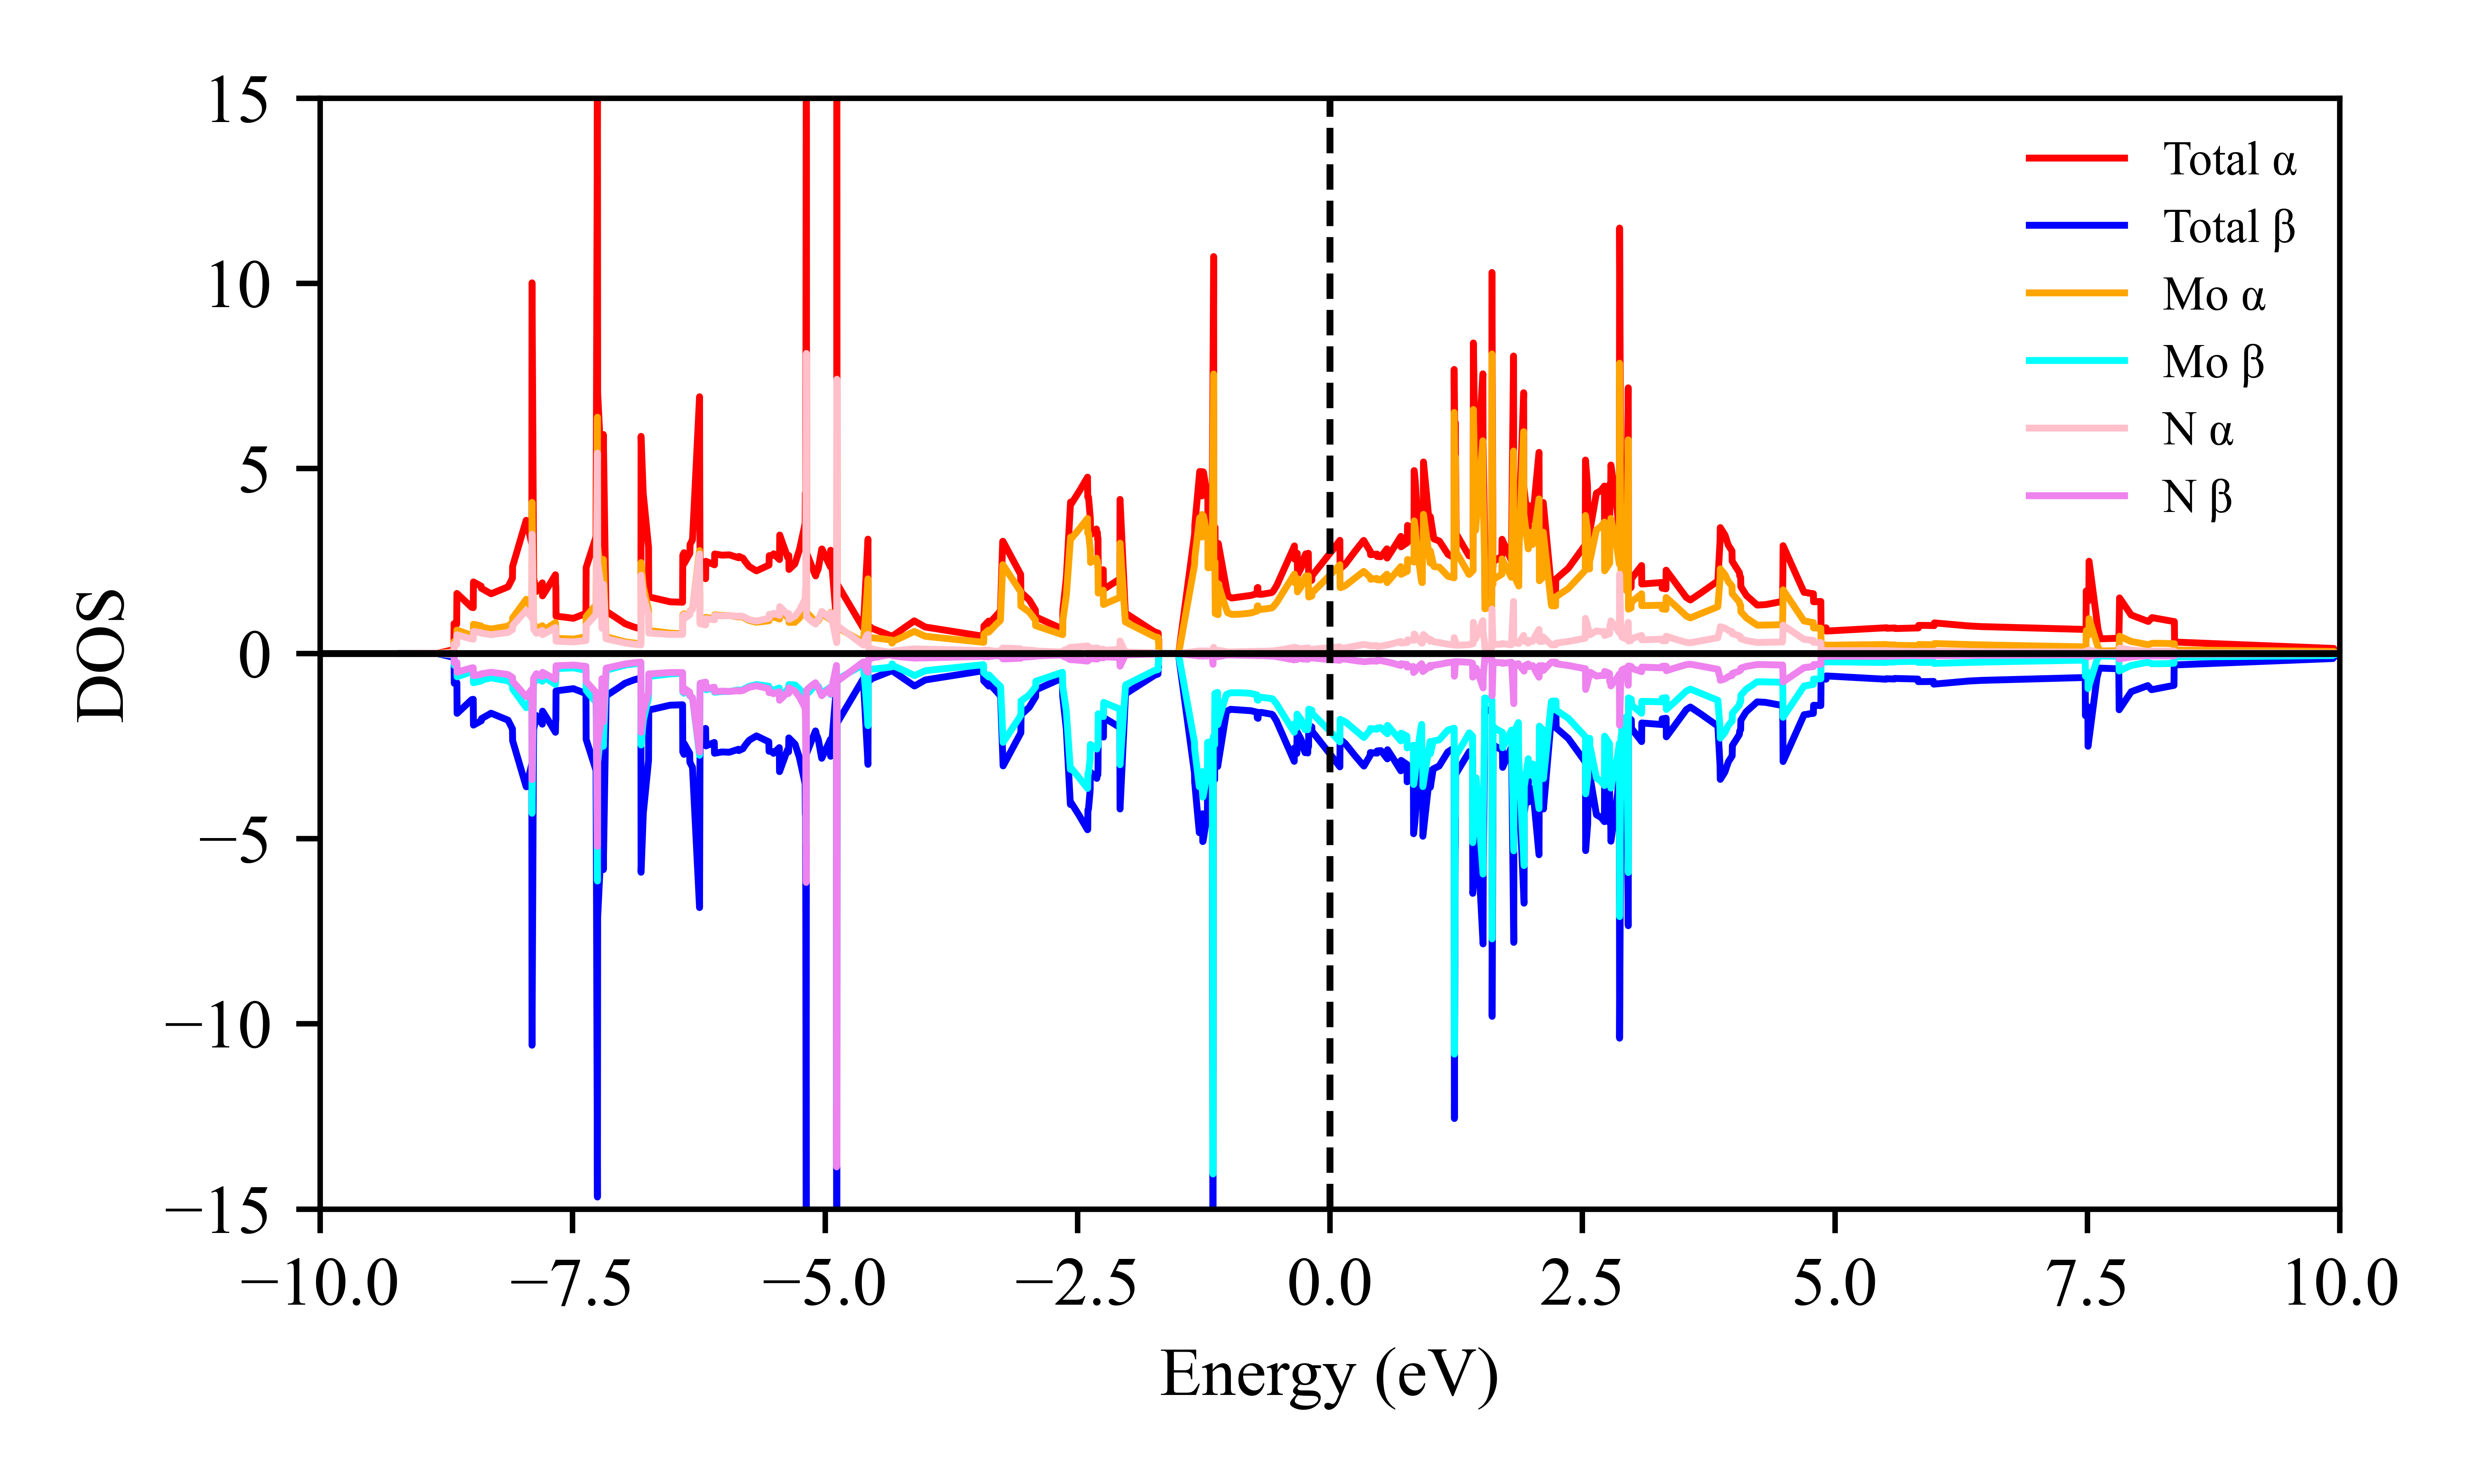 15
10
5
0
−5
−10
−15
DOS
Total α
Total β
Mo α
Mo β
N α
N β
−10.0 −7.5 −5.0 −2.5 0.0 2.5 5.0 7.5 10.0
Energy (eV)